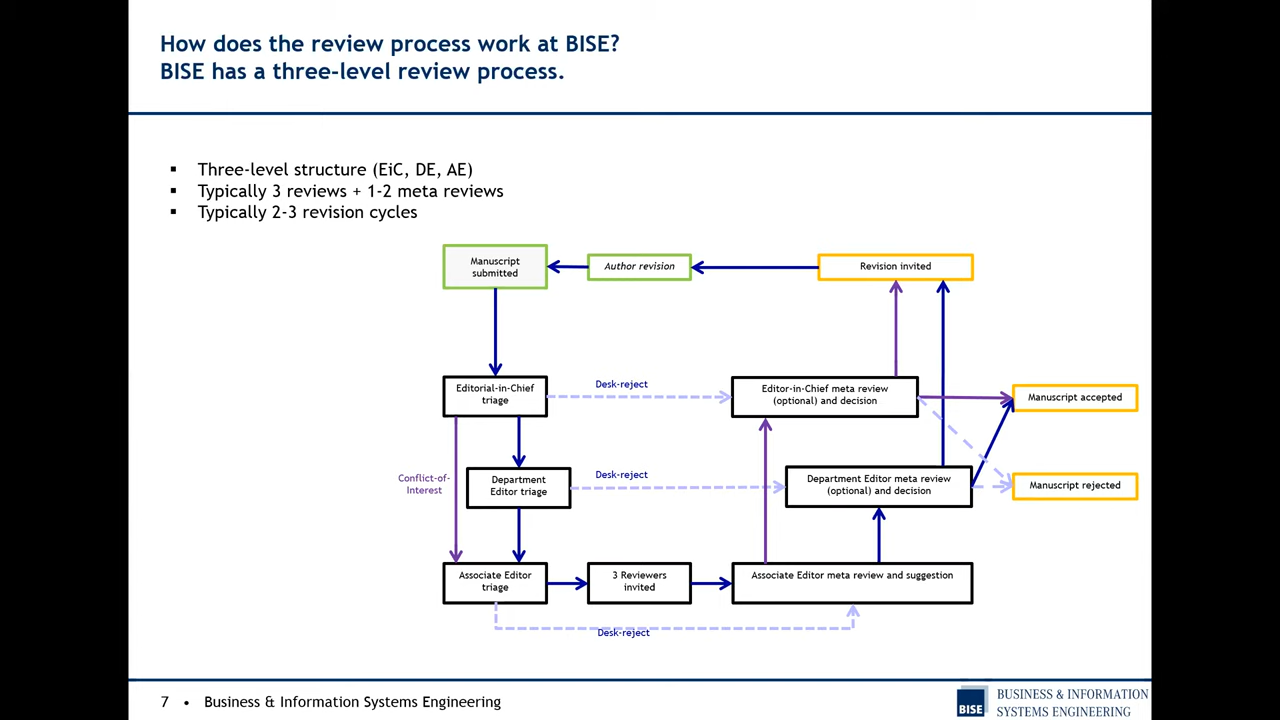 How does the review process work at BISE?
BISE has a three-level review process.
▪ Three-level structure (EiC, DE, AE)
▪ Typically 3 reviews + 1-2 meta reviews
▪ Typically 2-3 revision cycles
Manuscript
submitted
Author revision
Revision invited
Editorial-in-Chief
triage
Desk-reject
Editor-in-Chief meta review
(optional) and decision
Manuscript accepted
Conflict-of-
Interest
Department
Editor triage
Desk-reject
Department Editor meta review
(optional) and decision
Manuscript rejected
Associate Editor
triage
3 Reviewers
invited
Associate Editor meta review and suggestion
Desk-reject
7 • Business & Information Systems Engineering
BISE
BUSINESS & INFORMATION
SYSTEMS ENGINEERING